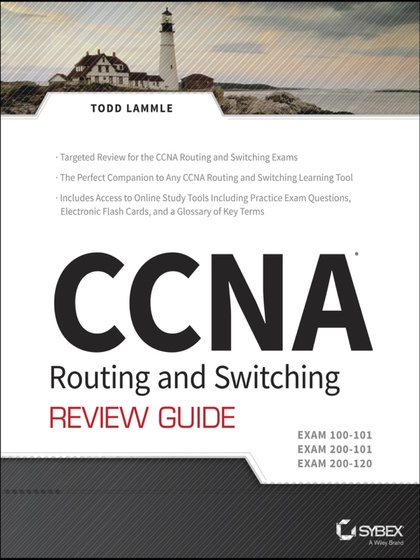 TODD LAMMLE
· Targeted Review for the CCNA Routing and Switching Exams
· The Perfect Companion to Any CCNA Routing and Switching Learning Tool
· Includes Access to Online Study Tools Including Practice Exam Questions,
Electronic Flash Cards, and a Glossary of Key Terms
CCNA®
Routing and Switching
REVIEW GUIDE
EXAM 100-101
EXAM 200-101
EXAM 200-120
SYBEX
A Wiley Brand